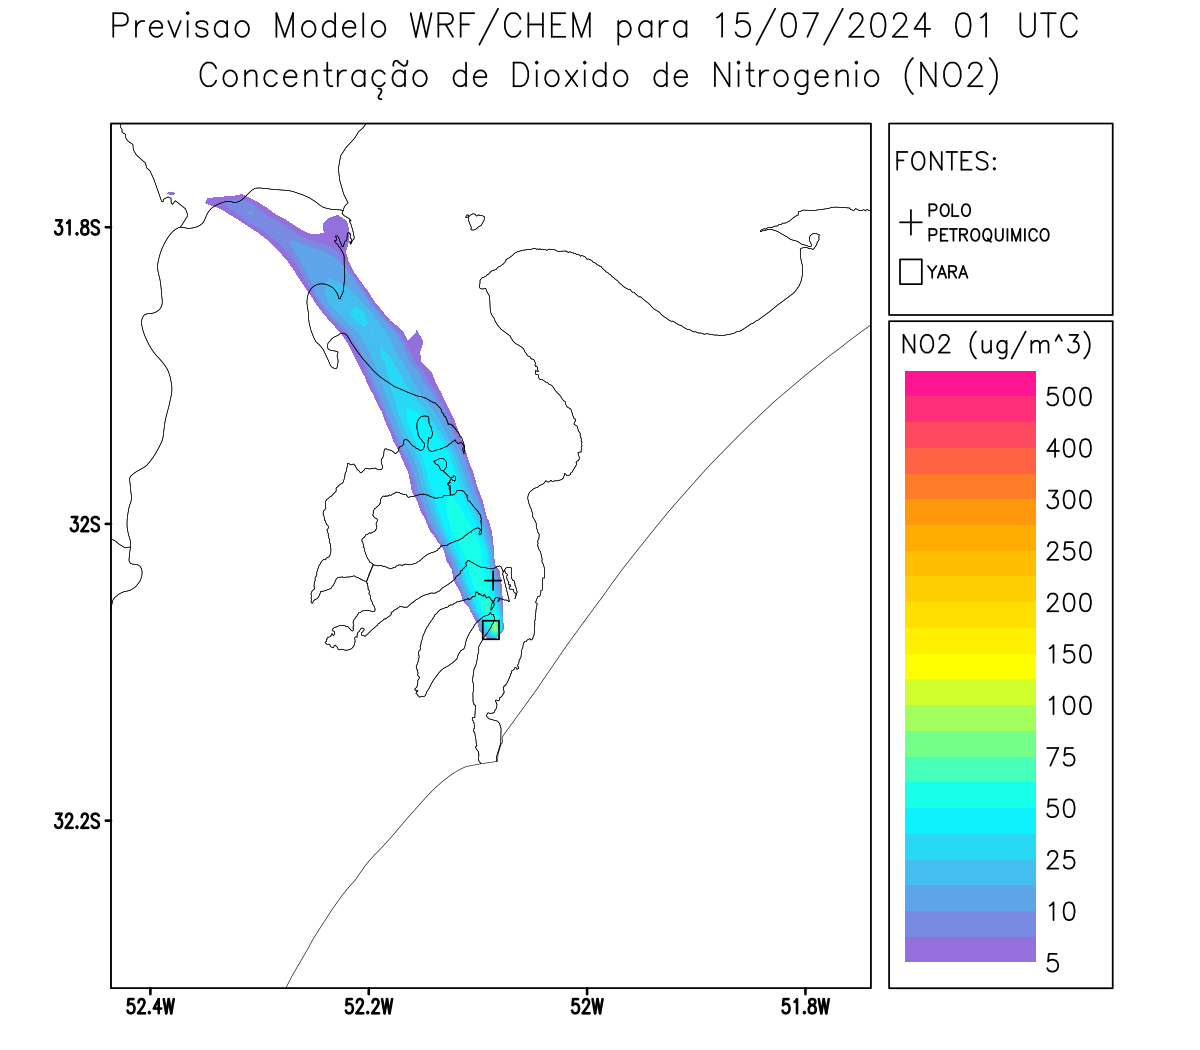 Previsao Modelo WRF/CHEM para 15/07/2024 01 UTC
Concentração de Dioxido de Nitrogenio (NO2)
FONTES:
POLO
PETROQUIMICO
YARA
NO2 (ug/m^3)
500
400
300
250
200
150
100
75
50
25
10
5
31.8S
32S
32.2S
52.4W
52.2W
52W
51.8W